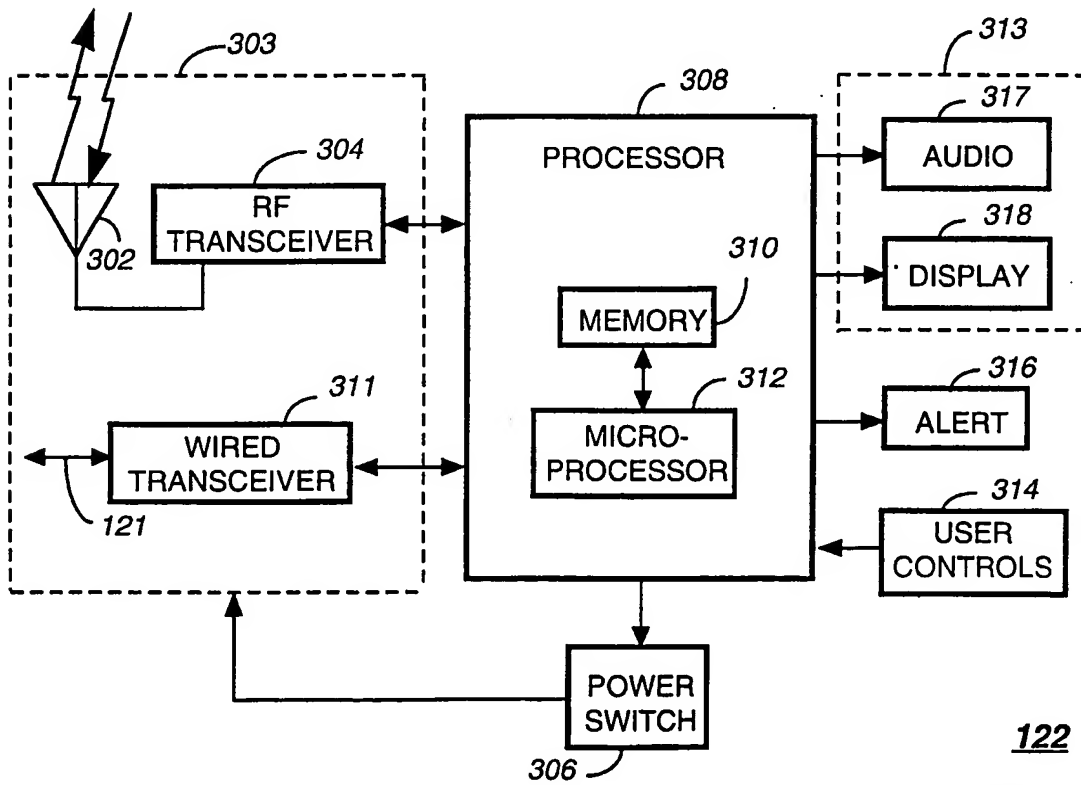 303
313
308
317
304
PROCESSOR
AUDIO
RF
TRANSCEIVER
302
310
318
MEMORY
DISPLAY
311
312
316
WIRED
TRANSCEIVER
MICRO-
PROCESSOR
ALERT
121
314
USER
CONTROLS
POWER
SWITCH
306
122